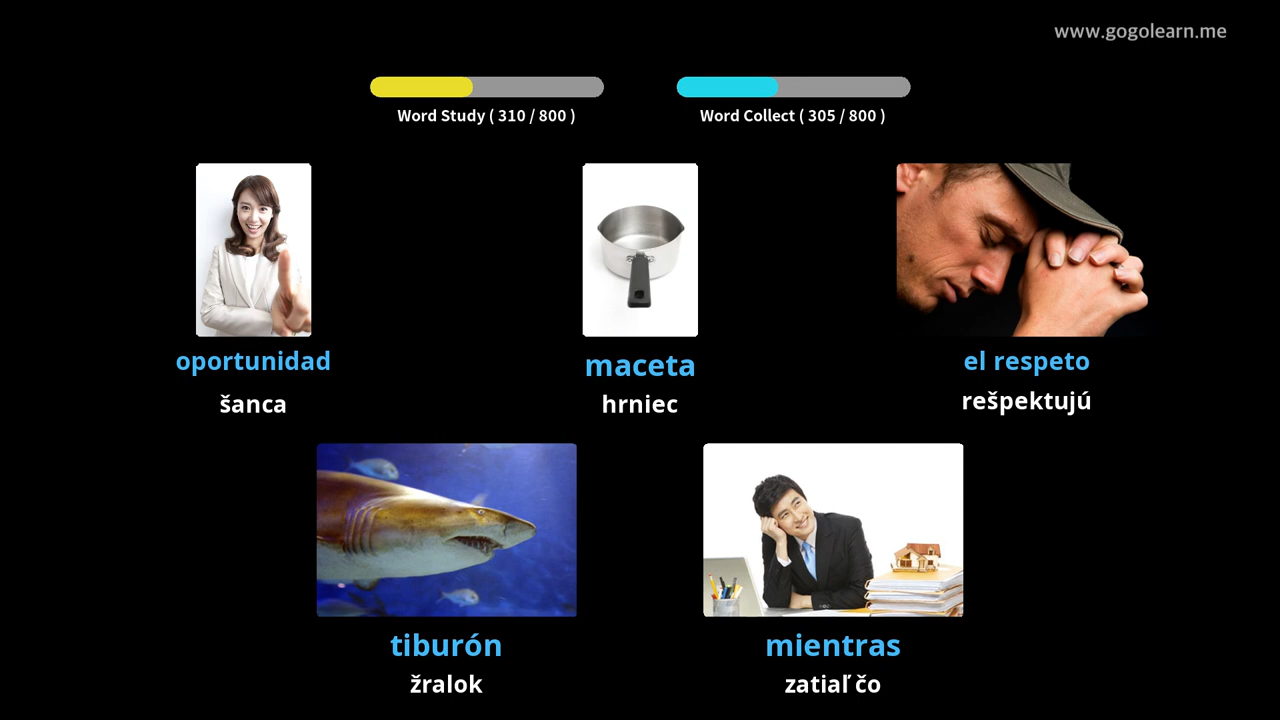 www.gogolearn.me
Word Study ( 310 / 800 )
Word Collect ( 305 / 800 )
oportunidad
šanca
maceta
hrniec
el respeto
rešpektujú
tiburón
žralok
mientras
zatiaľ čo